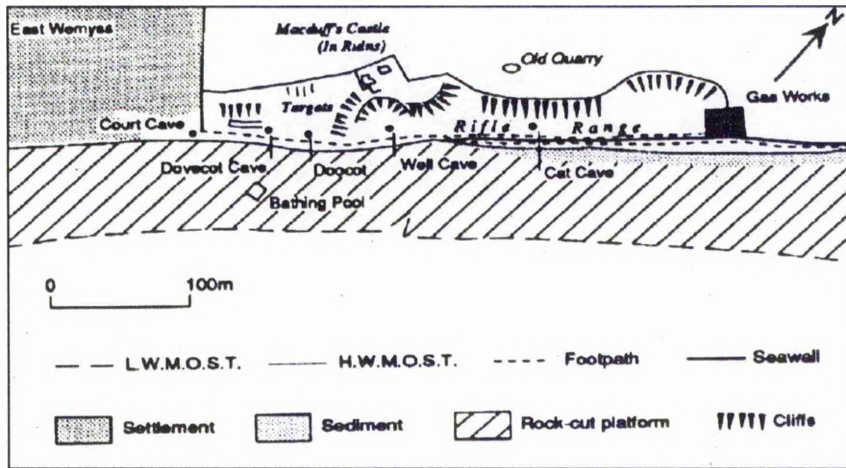 East Wemyss
Macduff's Castle
(In Ruins)
N
Old Quarry
Targets
Gas Works
Court Cave
Rifle Range
Dovecot Cave
Doocot
Well Cave
Cat Cave
Bathing Pool
0 100m
L.W.M.O.S.T. H.W.M.O.S.T. Footpath Seawall
Settlement Sediment Rock-cut platform Cliffs